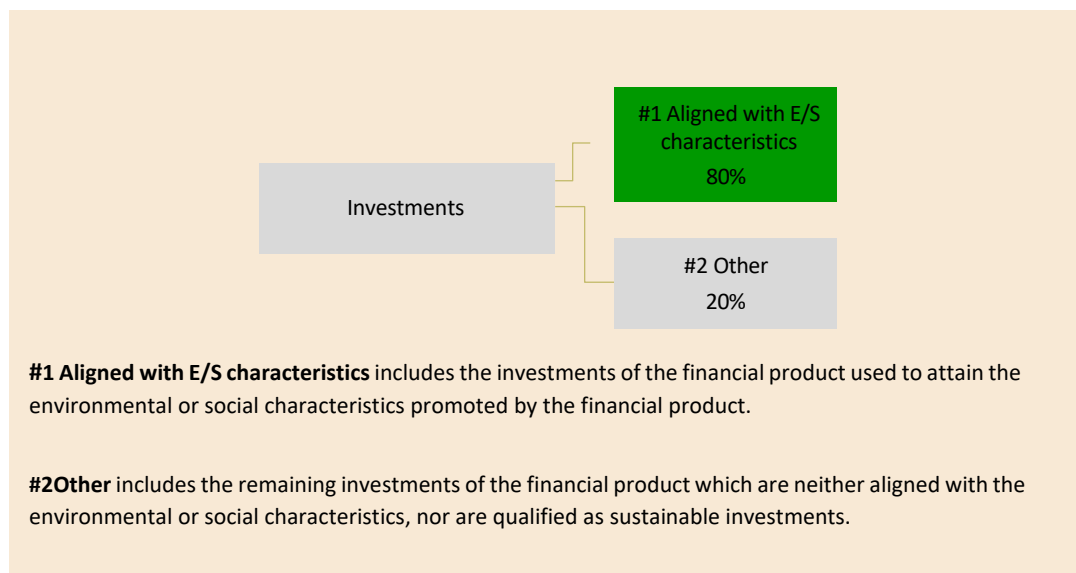 #1 Aligned with E/S
characteristics
80%
Investments
#2 Other
20%
#1 Aligned with E/S characteristics includes the investments of the financial product used to attain the
environmental or social characteristics promoted by the financial product.
#2Other includes the remaining investments of the financial product which are neither aligned with the
environmental or social characteristics, nor are qualified as sustainable investments.